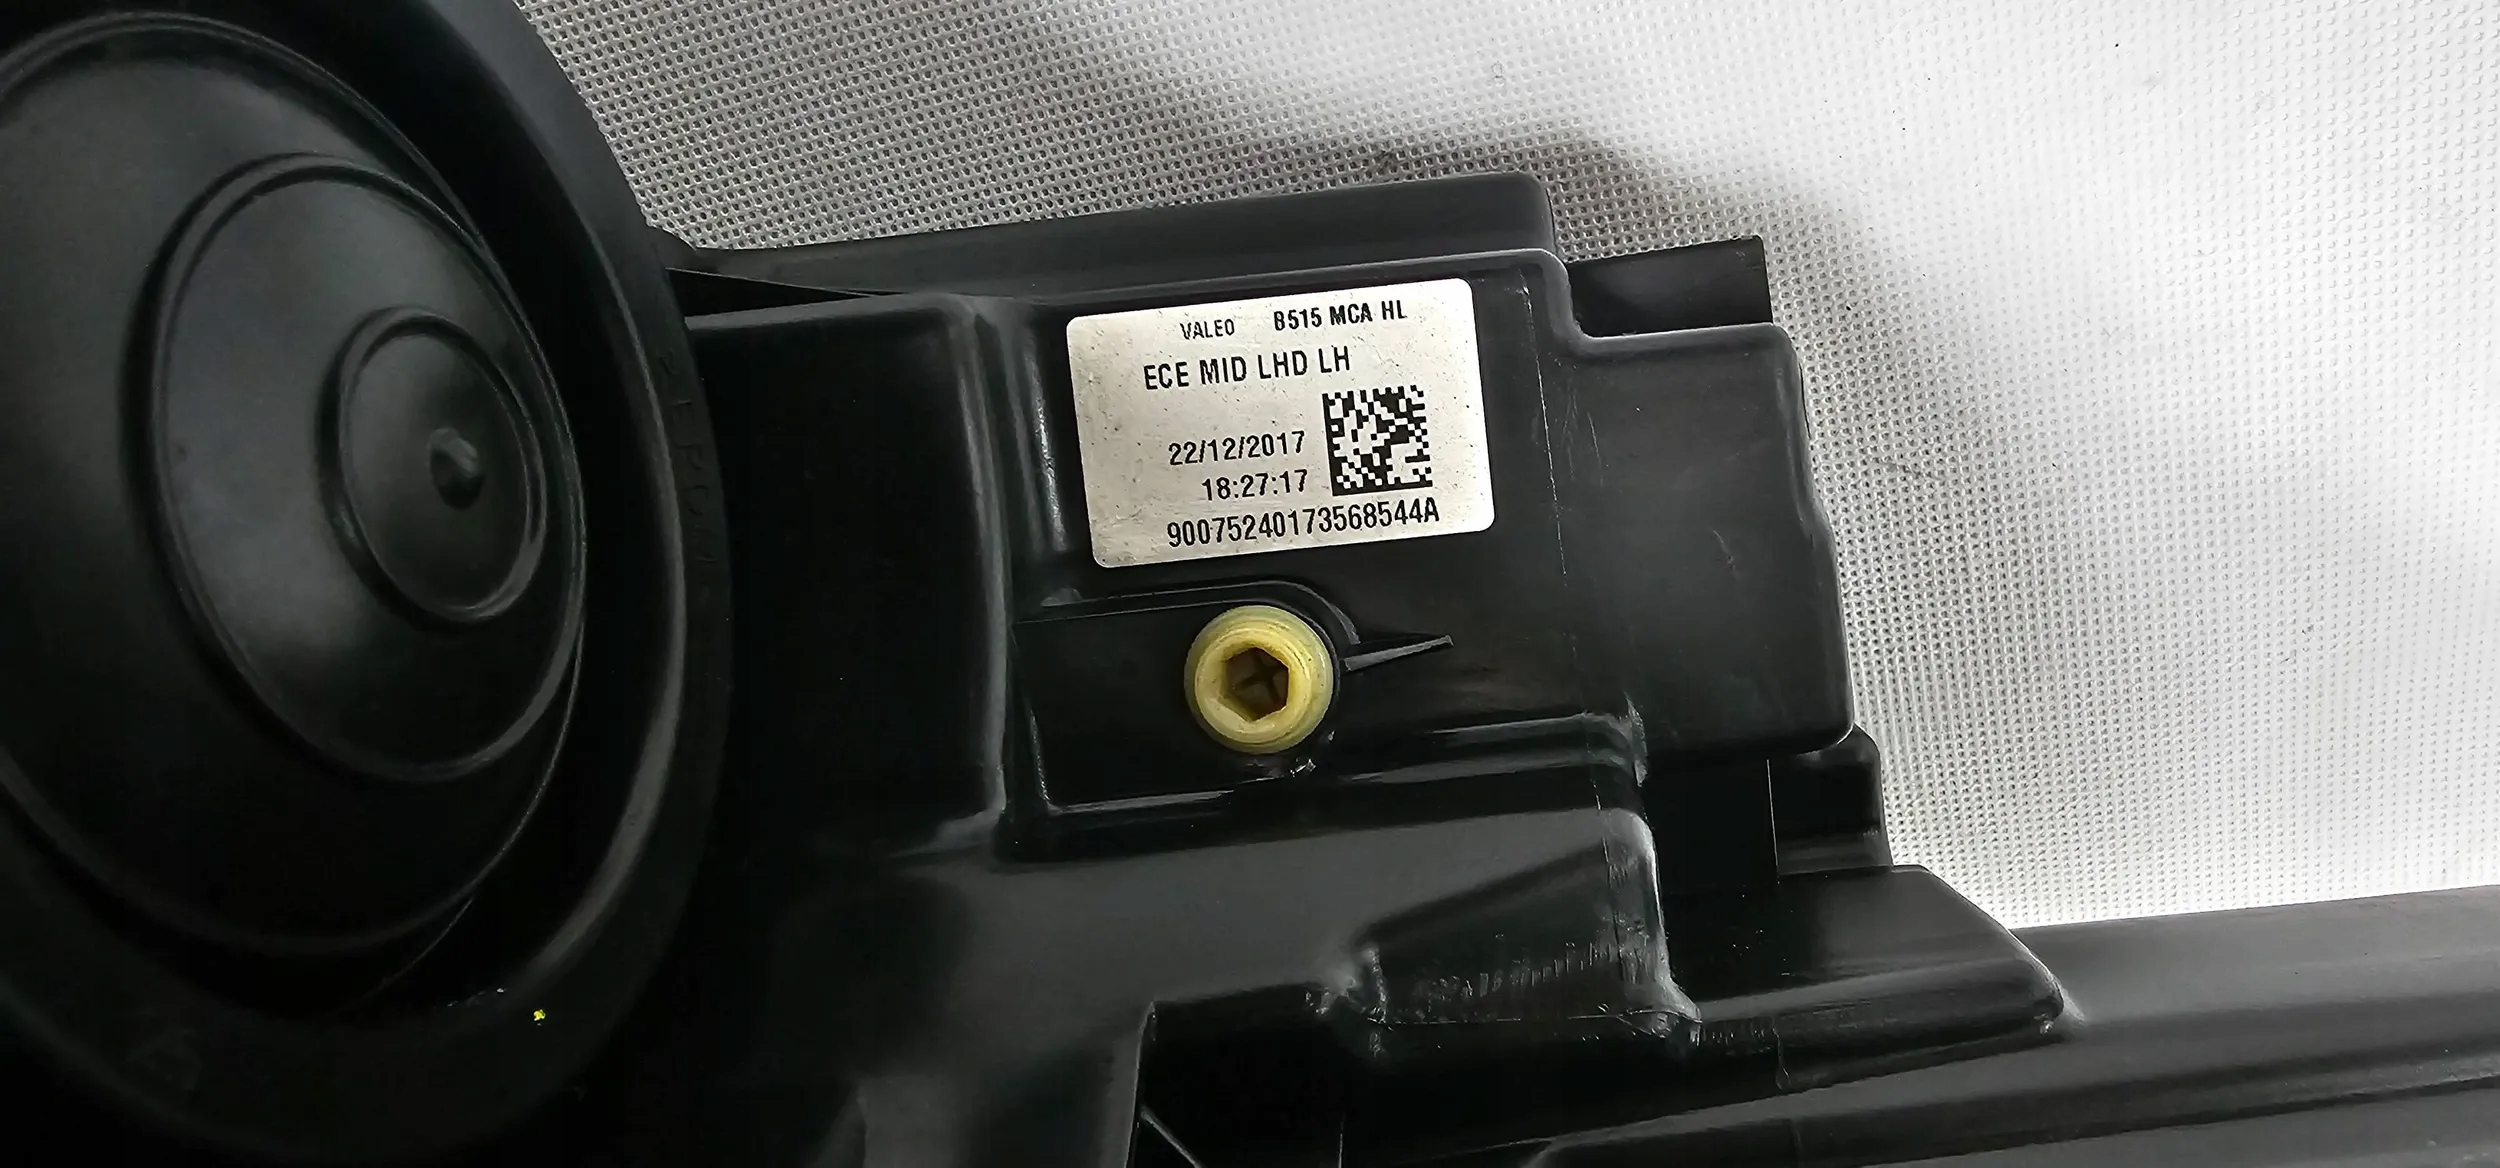 VALEO B515 MCA HL
ECE MID LHD LH
22/12/2017
18:27:17
90075240173568544A